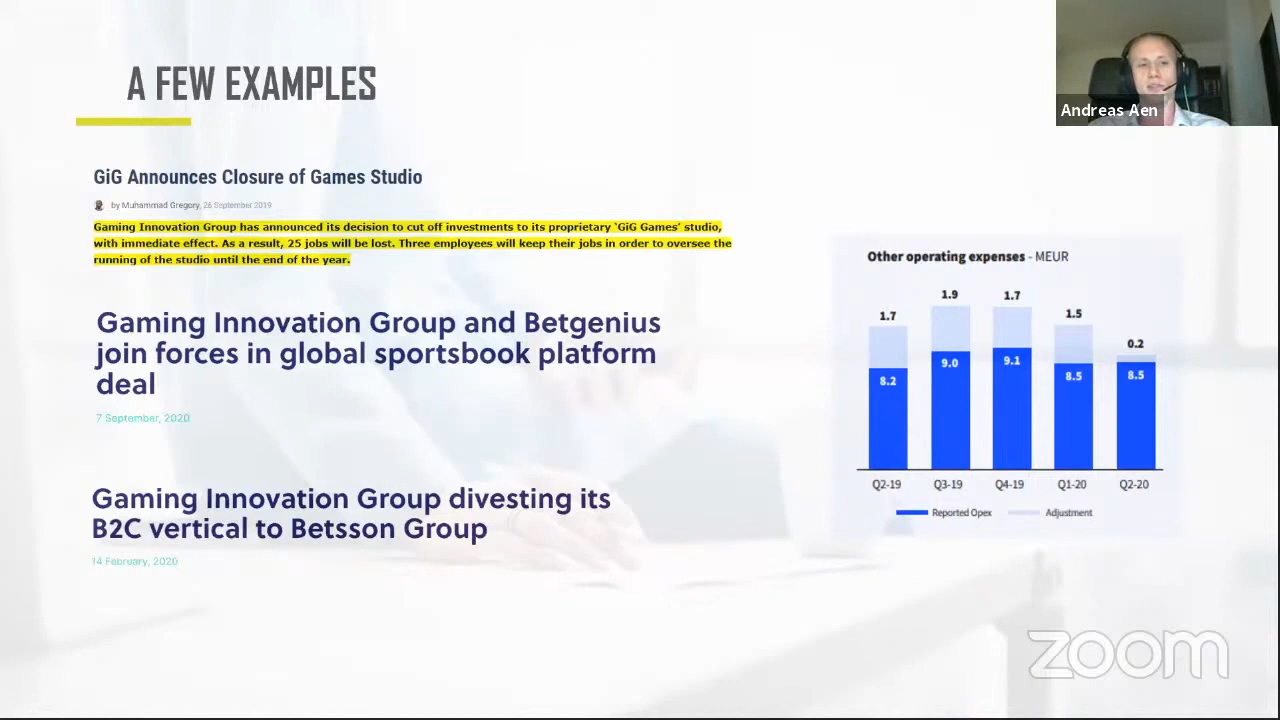 A FEW EXAMPLES
Andreas Aen
GiG Announces Closure of Games Studio
by Muhammad Gregory, 26 September 2019
Gaming Innovation Group has announced its decision to cut off investments to its proprietary ‘GiG Games’ studio,
with immediate effect. As a result, 25 jobs will be lost. Three employees will keep their jobs in order to oversee the
running of the studio until the end of the year.
Gaming Innovation Group and Betgenius
join forces in global sportsbook platform
deal
7 September, 2020
Gaming Innovation Group divesting its
B2C vertical to Betsson Group
14 February, 2020
Other operating expenses - MEUR
1.7 1.9 1.7 1.5 0.2
8.2 9.0 9.1 8.5 8.5
Q2-19 Q3-19 Q4-19 Q1-20 Q2-20
Reported Opex Adjustment
zoom